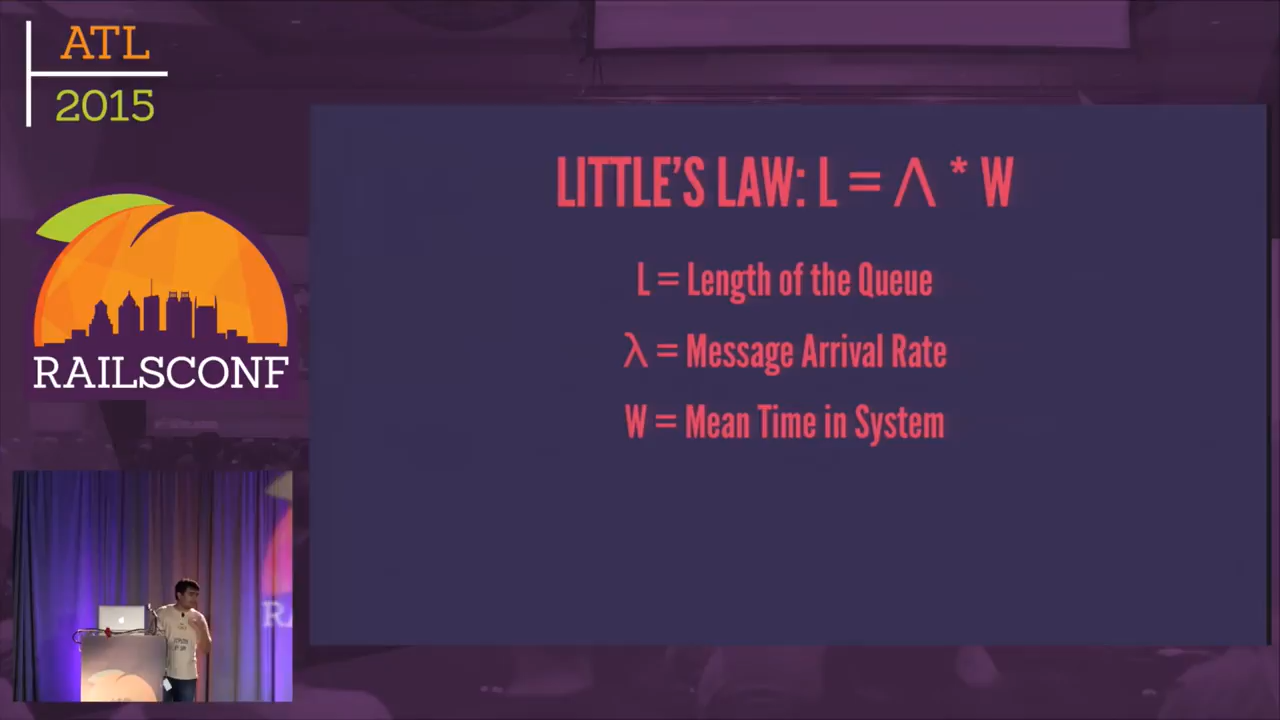 ATL
2015
RAILSCONF
LITTLE'S LAW: L = Λ * W
L = Length of the Queue
λ = Message Arrival Rate
W = Mean Time in System